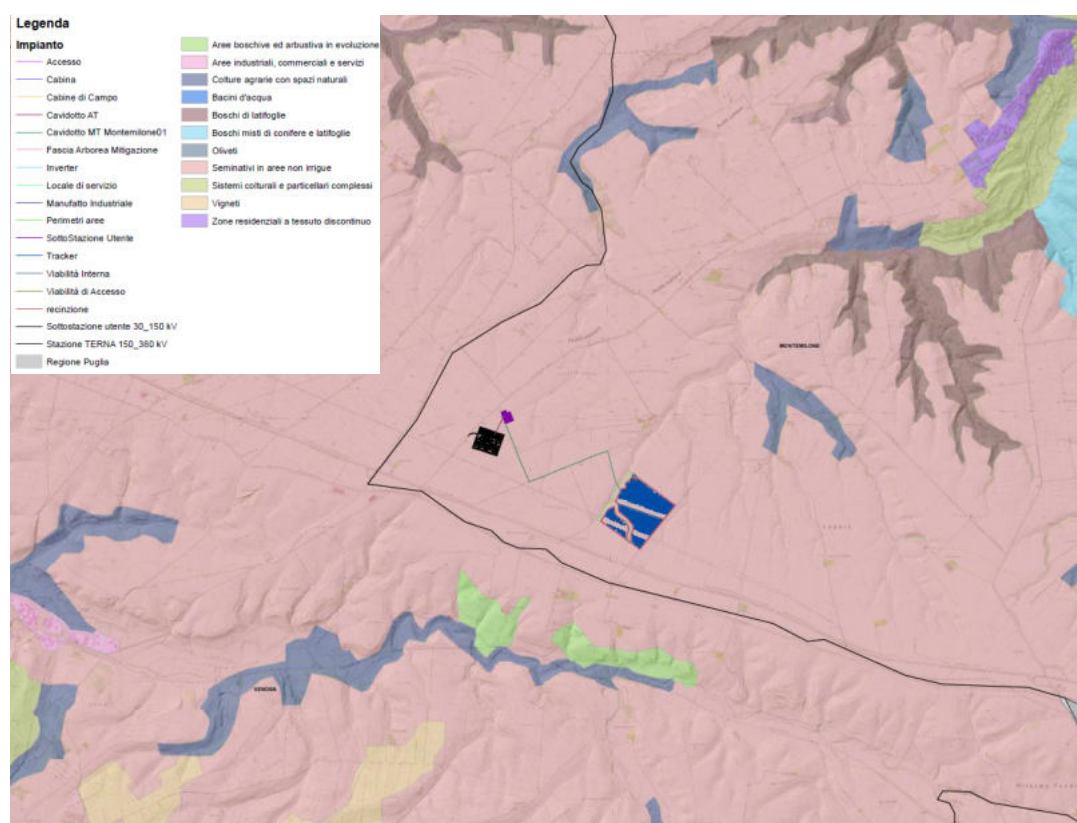 Legenda
Impianto
Accesso
Cabina
Cabine di Campo
Cavidotto AT
Cavidotto MT Montemilone01
Fascia Arborea Mitigazione
Inverter
Locale di servizio
Manufatto Industriale
Perimetri aree
SottoStazione Utente
Tracker
Viabilità Interna
Viabilità di Accesso
recinzione
Sottostazione utente 30_150 kV
Stazione TERNA 150_380 kV
Regione Puglia
Aree boschive ed arbustiva in evoluzione
Aree industriali, commerciali e servizi
Colture agrarie con spazi naturali
Bacini d'acqua
Boschi di latifoglie
Boschi misti di conifere e latifoglie
Oliveti
Seminativi in aree non irrigue
Sistemi colturali e particellari complessi
Vigneti
Zone residenziali a tessuto discontinuo
MONTEMILONE
VENOSA